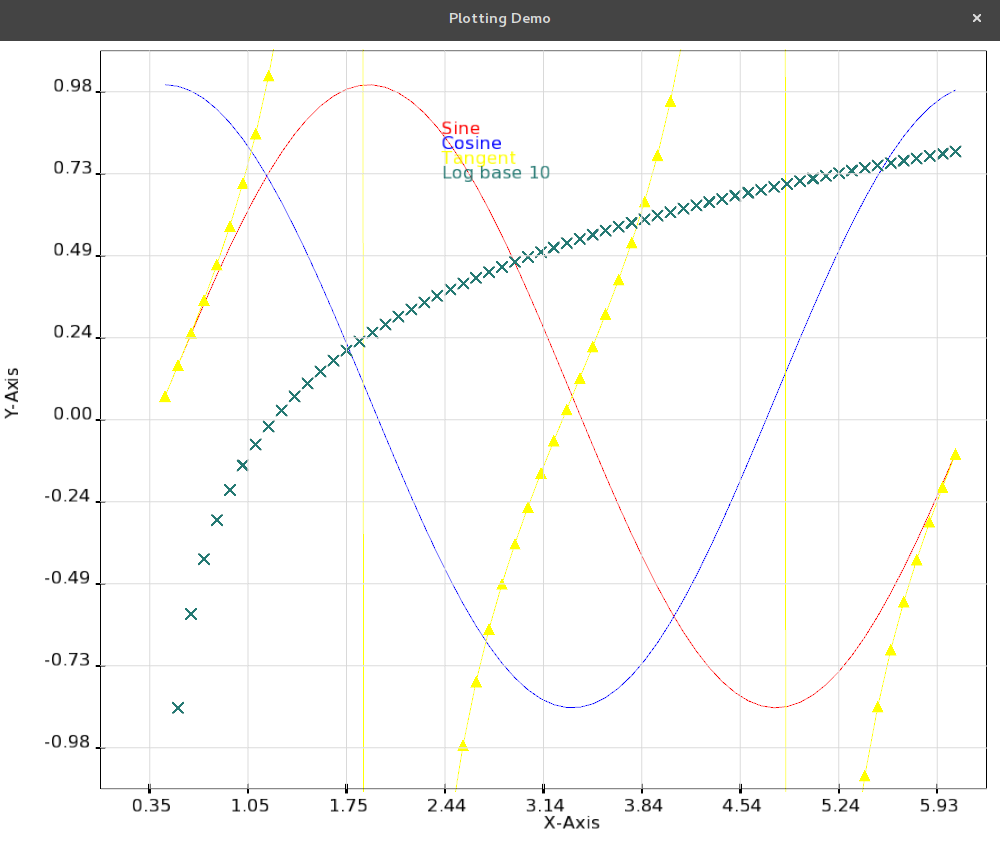 Plotting Demo
×
0.98
0.73
0.49
0.24
0.00
-0.24
-0.49
-0.73
-0.98
Y-Axis
Sine
Cosine
Tangent
Log base 10
0.35 1.05 1.75 2.44 3.14 3.84 4.54 5.24 5.93
X-Axis